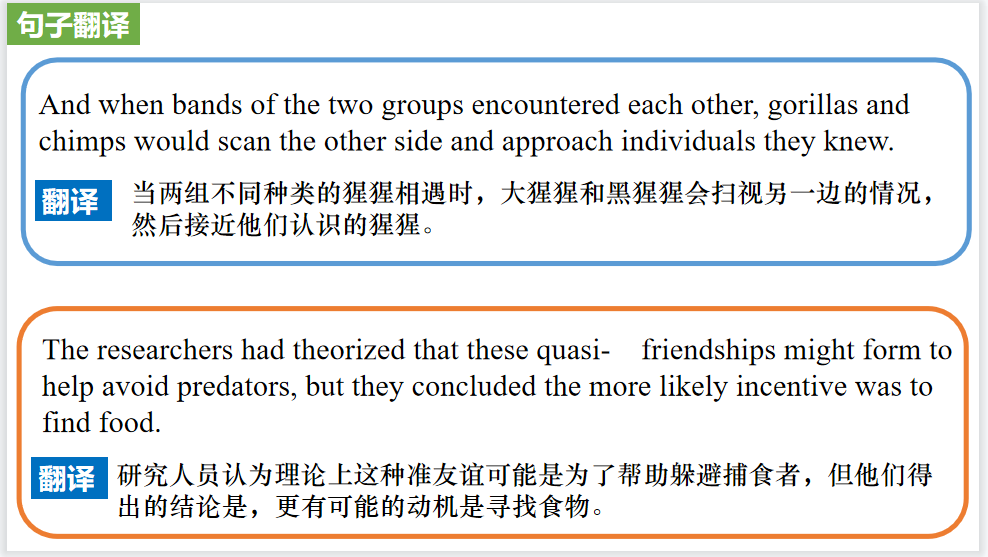 句子翻译
And when bands of the two groups encountered each other, gorillas and
chimps would scan the other side and approach individuals they knew.
翻译
当两组不同种类的猩猩相遇时，大猩猩和黑猩猩会扫视另一边的情况，
然后接近他们认识的猩猩。
The researchers had theorized that these quasi- friendships might form to
help avoid predators, but they concluded the more likely incentive was to
find food.
翻译
研究人员认为理论上这种准友谊可能是为了帮助躲避捕食者，但他们得
出的结论是，更有可能的动机是寻找食物。